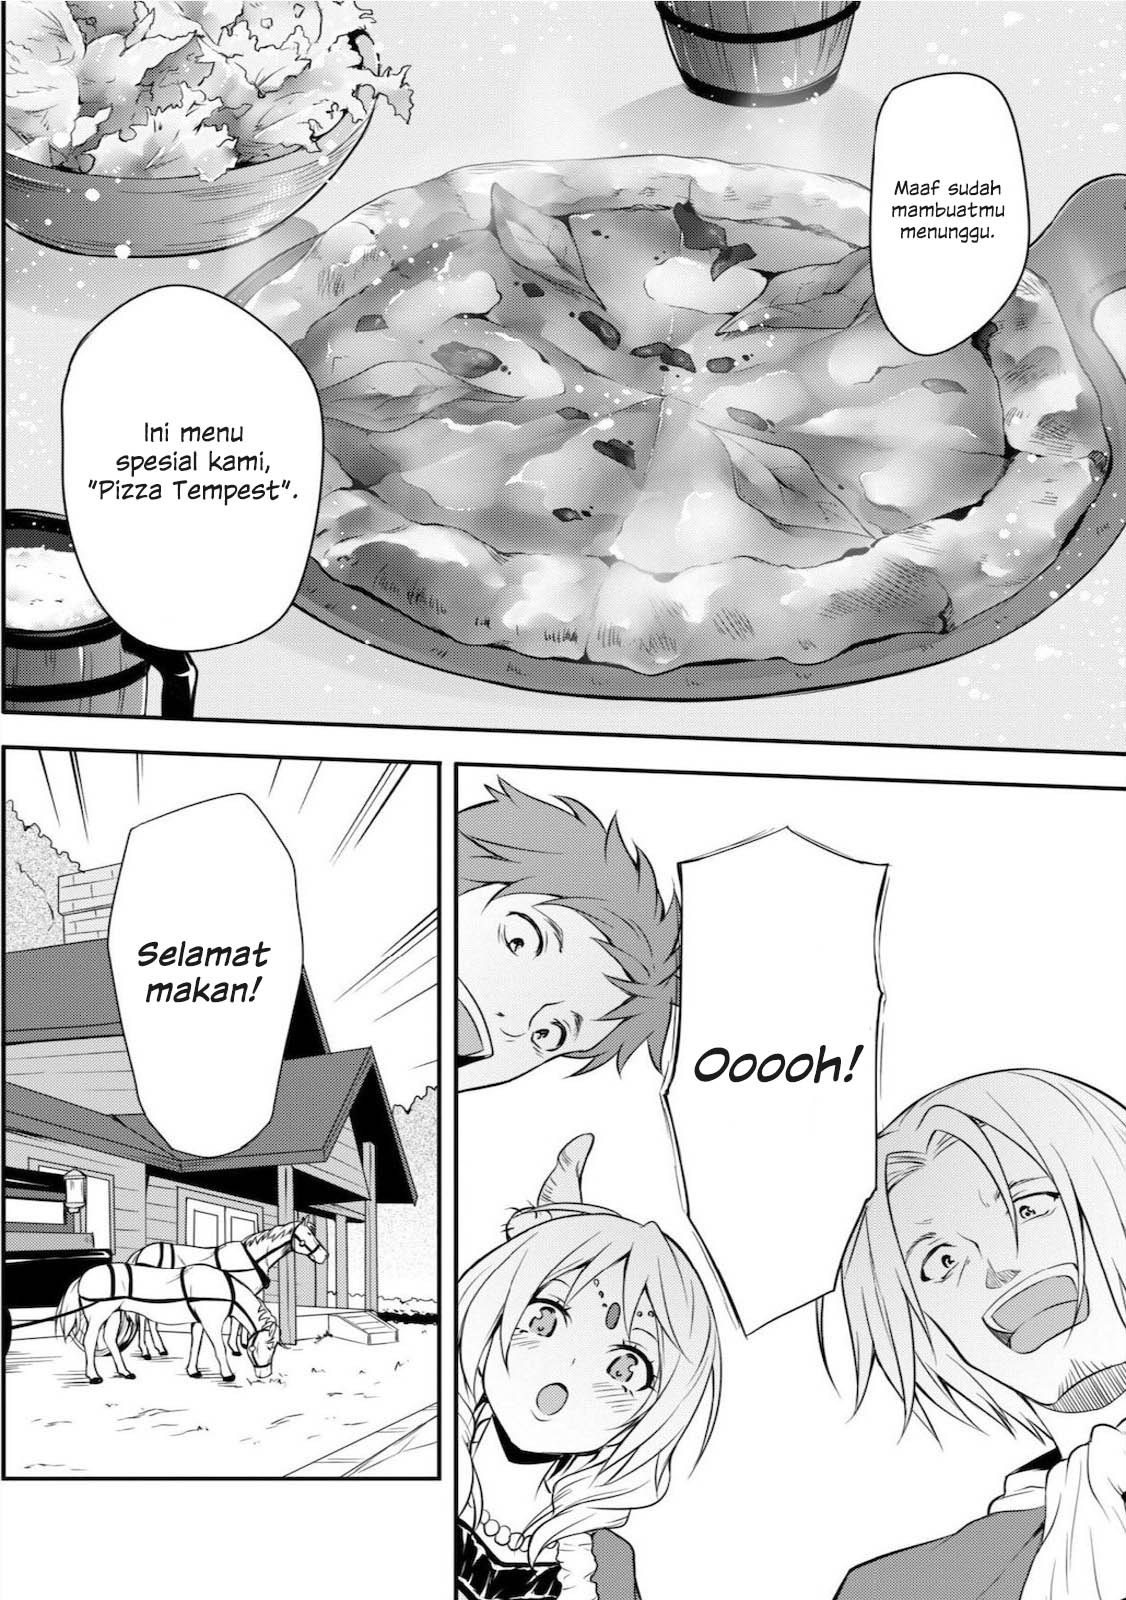 Maaf sudah
mambuatmu
menunggu.
Ini menu
spesial kami,
"Pizza Tempest".
Ooooh!
Selamat
makan!